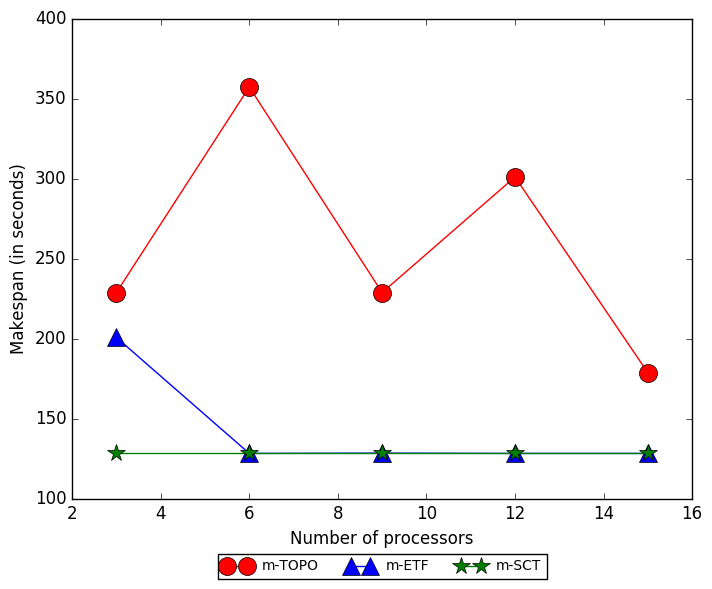 400
350
300
250
200
150
100
Makespan (in seconds)
2 4 6 8 10 12 14 16
Number of processors
m-TOPO m-ETF m-SCT